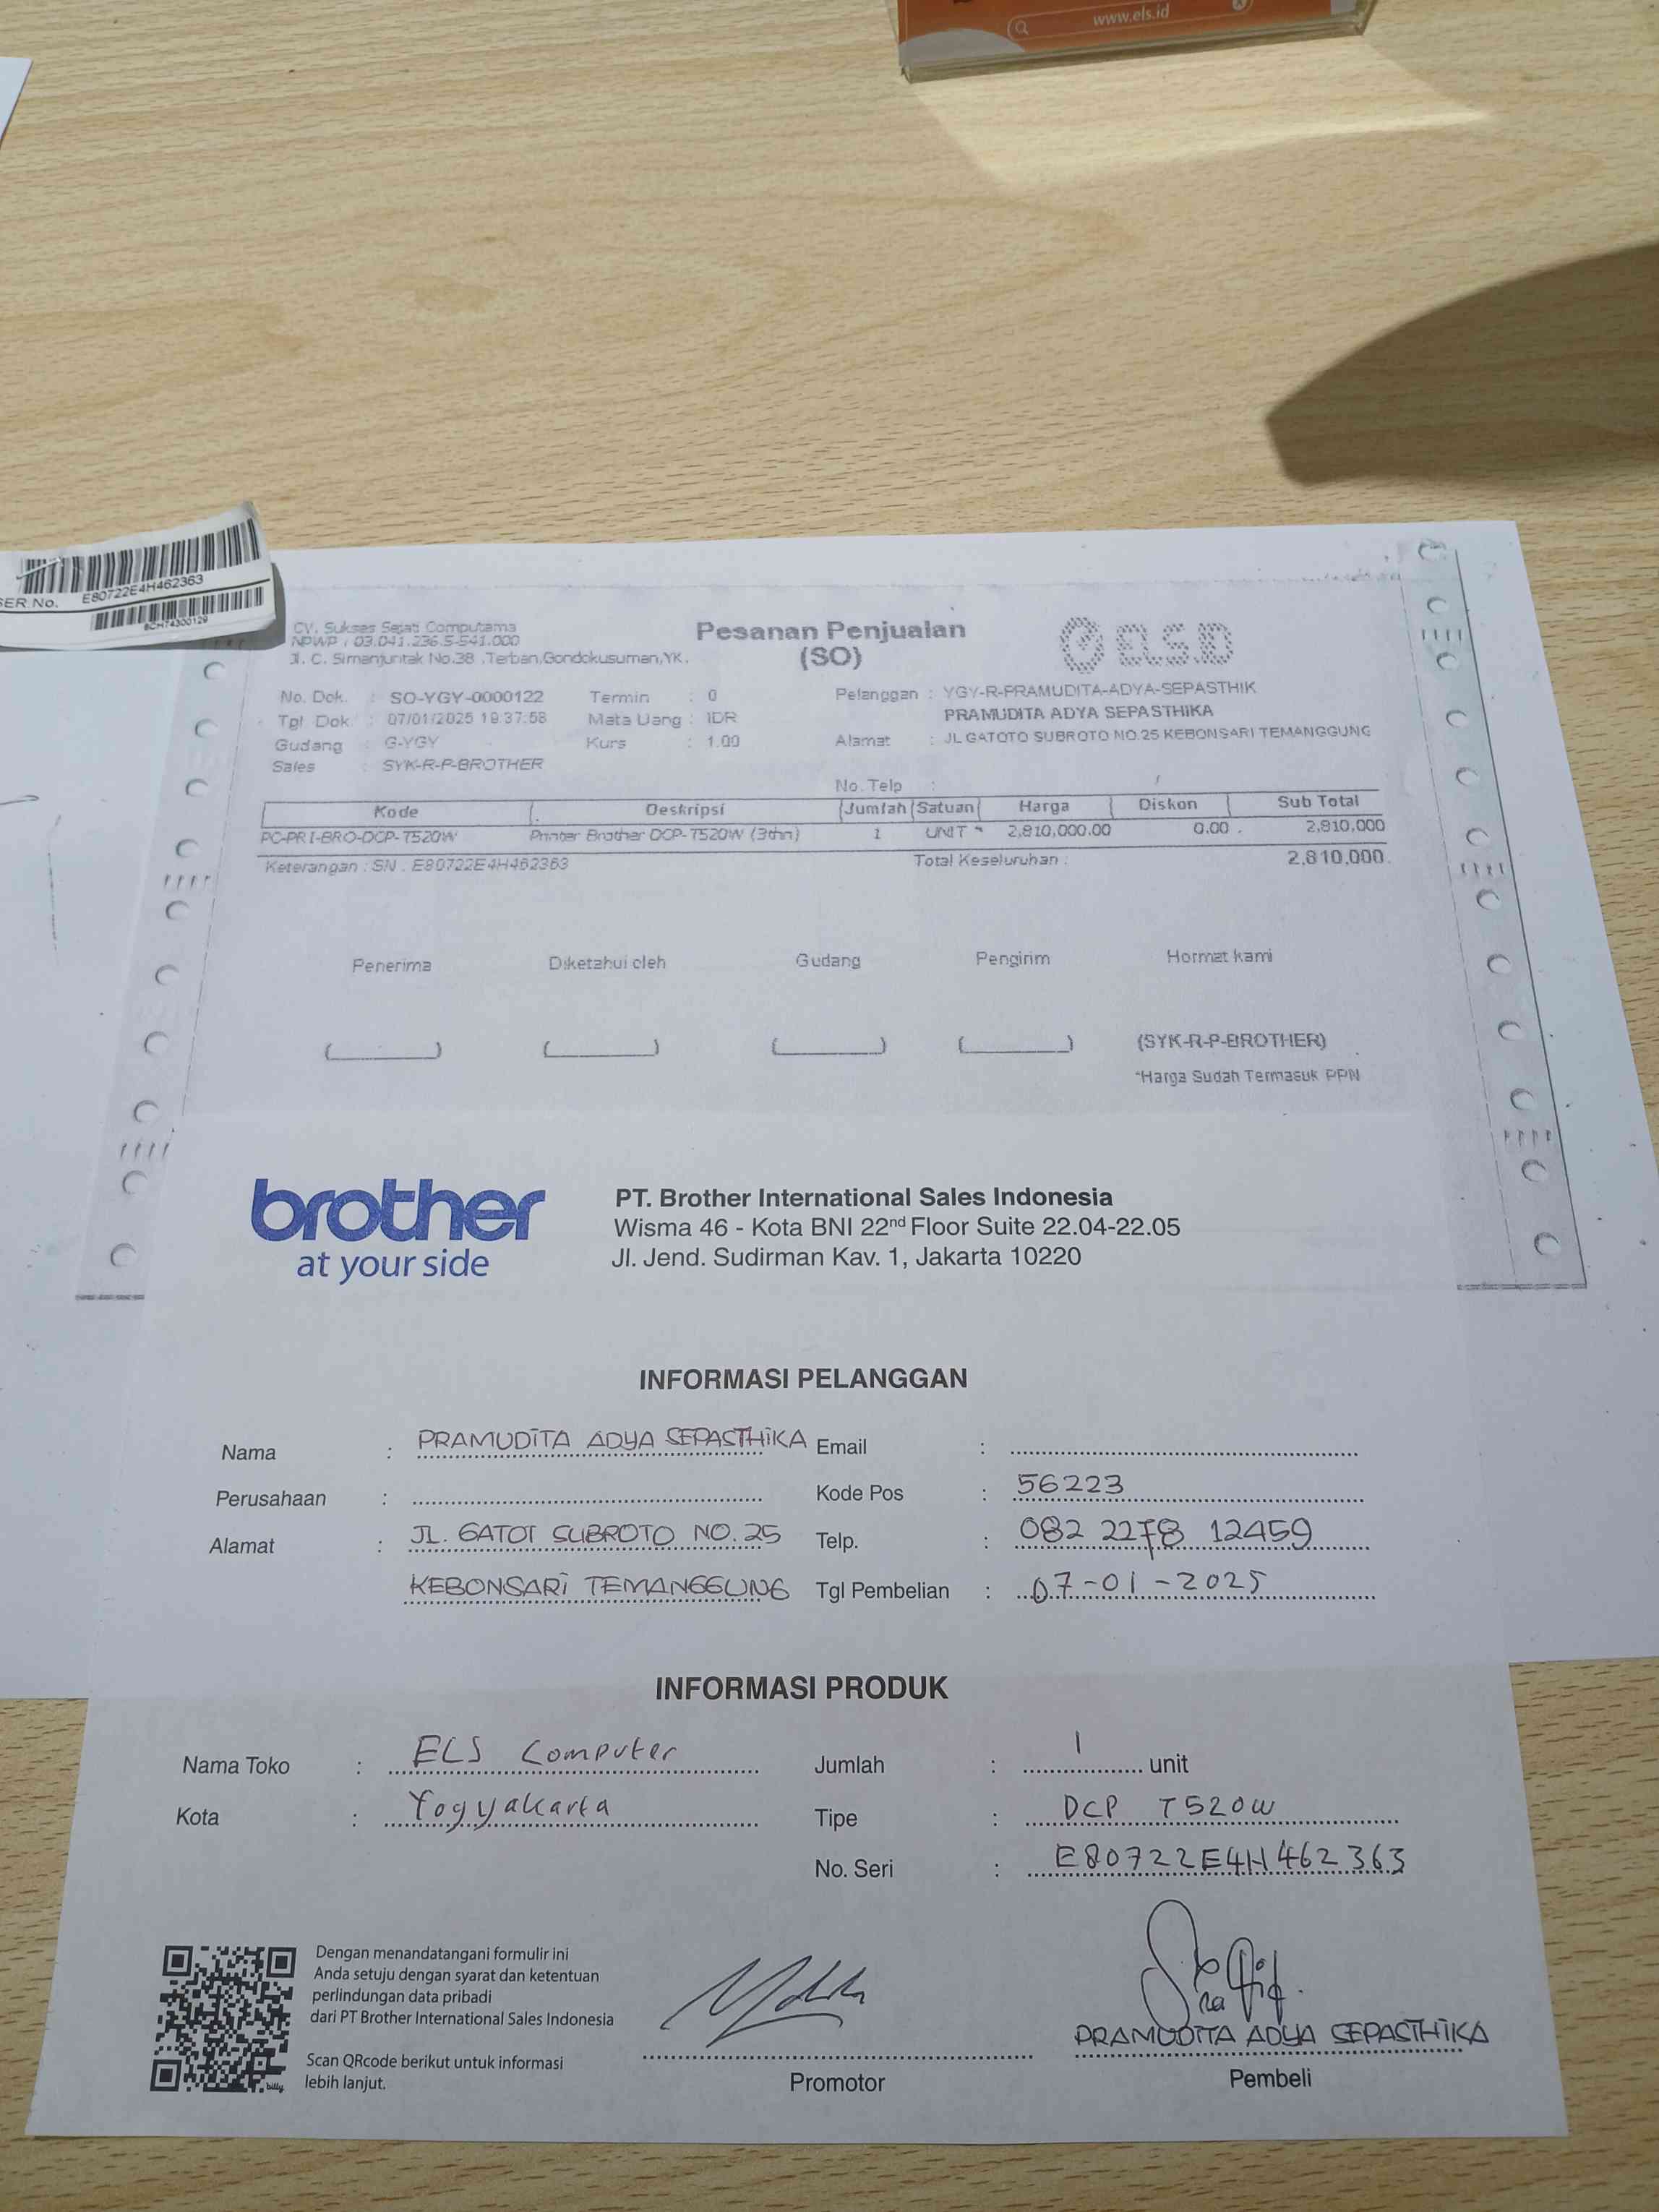 www.els.id
SER.No. E80722E4H462363
8CH74300129
CV. Sukses Sejati Computama
NPWP : 03.041.236.5-541.000
Jl. C. Simanjuntak No.38 ,Terban,Gondokusuman,YK.
Pesanan Penjualan
(SO)
ELS.ID
No. Dok. : SO-YGY-0000122
Tgl Dok : 07/01/2025 19:37:58
Gudang : G-YGY
Sales : SYK-R-P-BROTHER
Termin : 0
Mata Uang : IDR
Kurs : 1.00
Pelanggan : YGY-R-PRAMUDITA-ADYA-SEPASTHIK
PRAMUDITA ADYA SEPASTHIKA
Alamat : JL GATOTO SUBROTO NO.25 KEBONSARI TEMANGGUNG
No. Telp :
Kode Deskripsi Jumlah Satuan Harga Diskon Sub Total
PC-PRI-BRO-DCP-T520W Printer Brother DCP-T520W (3thn) 1 UNIT 2,810,000.00 0.00 2,810,000
Keterangan : SN . E80722E4H462363 Total Keseluruhan : 2,810,000.
Penerima Diketahui oleh Gudang Pengirim Hormat kami
(SYK-R-P-BROTHER)
*Harga Sudah Termasuk PPN
brother
at your side
PT. Brother International Sales Indonesia
Wisma 46 - Kota BNI 22nd Floor Suite 22.04-22.05
Jl. Jend. Sudirman Kav. 1, Jakarta 10220
INFORMASI PELANGGAN
Nama : PRAMUDITA ADYA SEPASTHIKA
Perusahaan :
Alamat : JL. GATOT SUBROTO NO. 25
KEBONSARI TEMANGGUNG
Email :
Kode Pos : 56223
Telp. : 082 2278 12459
Tgl Pembelian : 07-01-2025
INFORMASI PRODUK
Nama Toko : ELS Computer
Kota : Yogyakarta
Jumlah : 1 unit
Tipe : DCP T520W
No. Seri : E80722E4H462363
Dengan menandatangani formulir ini
Anda setuju dengan syarat dan ketentuan
perlindungan data pribadi
dari PT Brother International Sales Indonesia
Scan QRcode berikut untuk informasi
lebih lanjut.
billy
Promotor
PRAMUDITA ADYA SEPASTHIKA
Pembeli